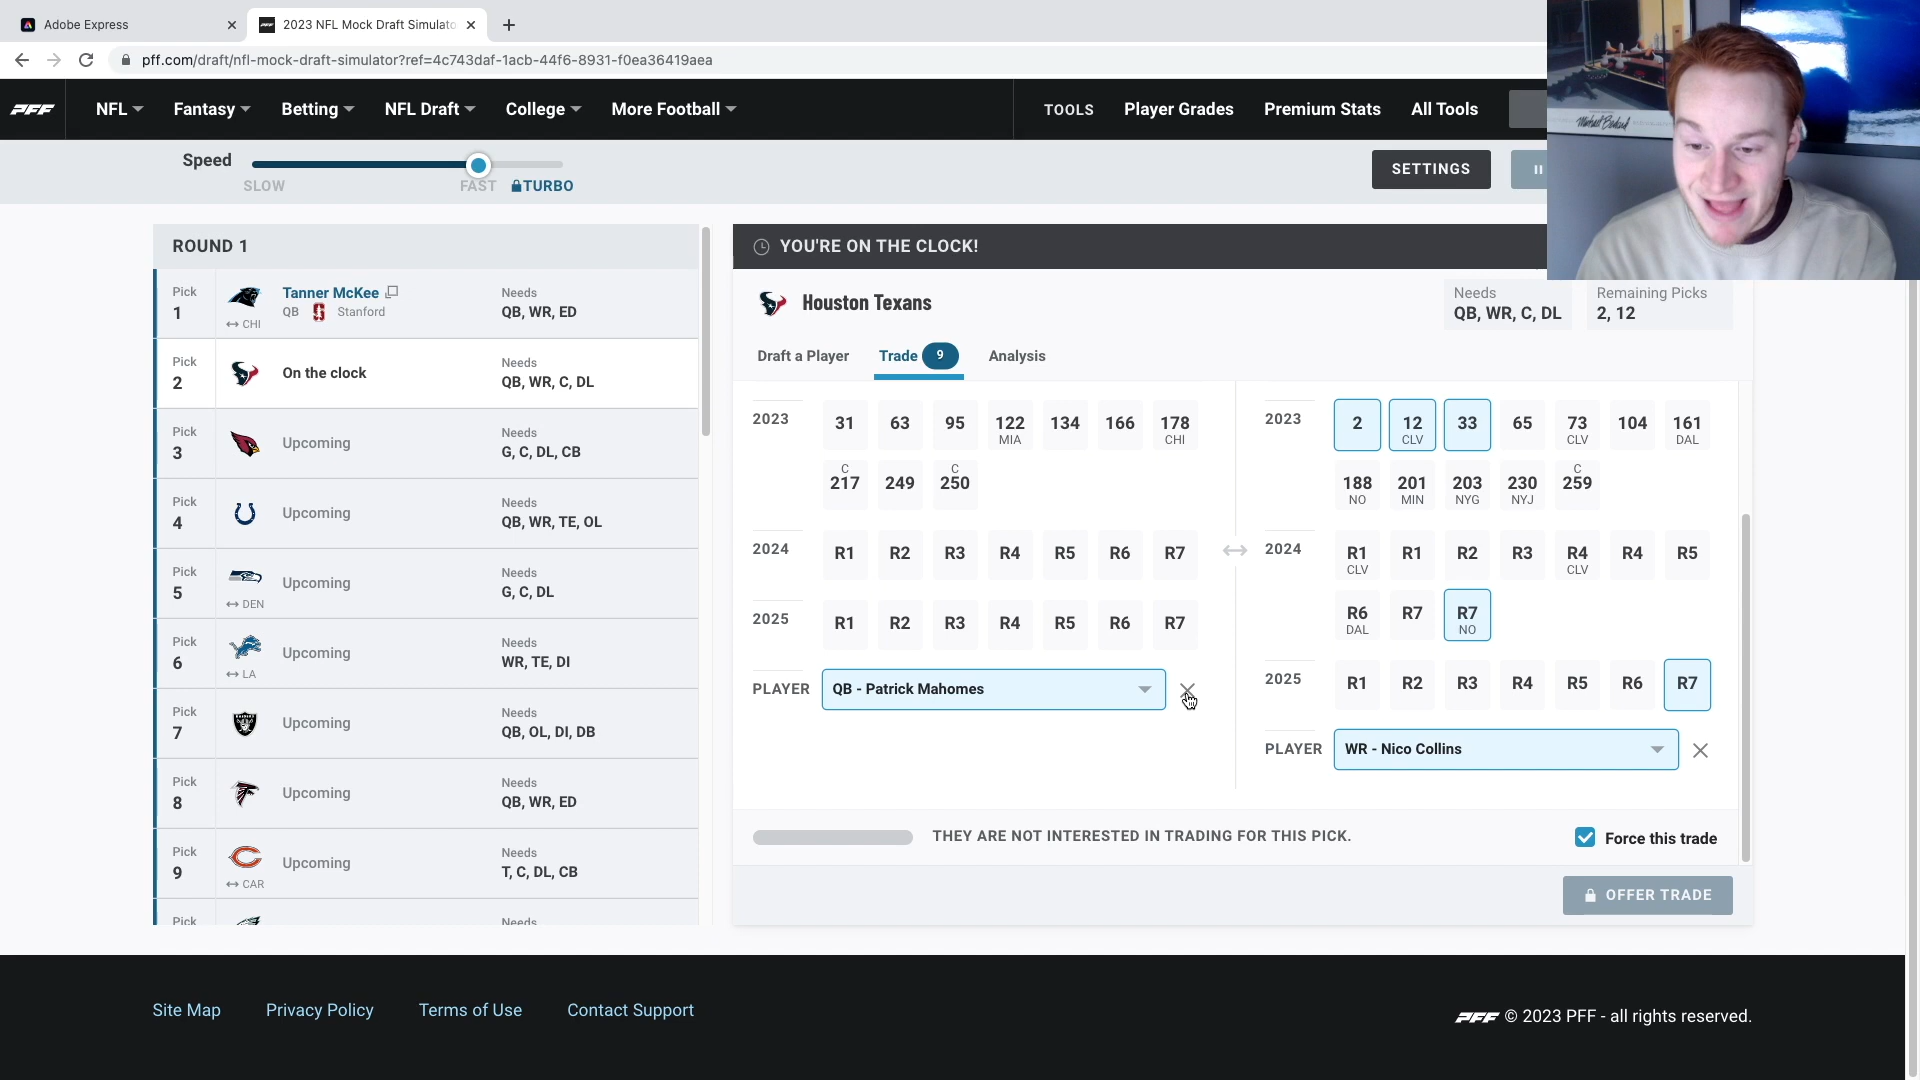 Adobe Express
2023 NFL Mock Draft Simulato
pff.com/draft/nfl-mock-draft-simulator?ref=4c743daf-1acb-44f6-8931-f0ea36419aea
PFF NFL Fantasy Betting NFL Draft College More Football TOOLS Player Grades Premium Stats All Tools
Speed
SLOW FAST TURBO
SETTINGS
ROUND 1
Pick 1
CHI
Tanner McKee
QB Stanford
Needs
QB, WR, ED
Pick 2
On the clock
Needs
QB, WR, C, DL
Pick 3
Upcoming
Needs
G, C, DL, CB
Pick 4
Upcoming
Needs
QB, WR, TE, OL
Pick 5
DEN
Upcoming
Needs
G, C, DL
Pick 6
LA
Upcoming
Needs
WR, TE, DI
Pick 7
Upcoming
Needs
QB, OL, DI, DB
Pick 8
Upcoming
Needs
QB, WR, ED
Pick 9
CAR
Upcoming
Needs
T, C, DL, CB
Pick
Needs
YOU'RE ON THE CLOCK!
Houston Texans
Needs
QB, WR, C, DL
Remaining Picks
2, 12
Draft a Player Trade 9 Analysis
2023 31 63 95 122 134 166 178
MIA CHI
C C
217 249 250
2024 R1 R2 R3 R4 R5 R6 R7
2025 R1 R2 R3 R4 R5 R6 R7
PLAYER QB - Patrick Mahomes
2023 2 12 33 65 73 104 161
CLV CLV DAL
C
188 201 203 230 259
NO MIN NYG NYJ
2024 R1 R1 R2 R3 R4 R4 R5
CLV CLV
R6 R7 R7
DAL NO
2025 R1 R2 R3 R4 R5 R6 R7
PLAYER WR - Nico Collins
THEY ARE NOT INTERESTED IN TRADING FOR THIS PICK.
Force this trade
OFFER TRADE
Site Map Privacy Policy Terms of Use Contact Support
PFF © 2023 PFF - all rights reserved.